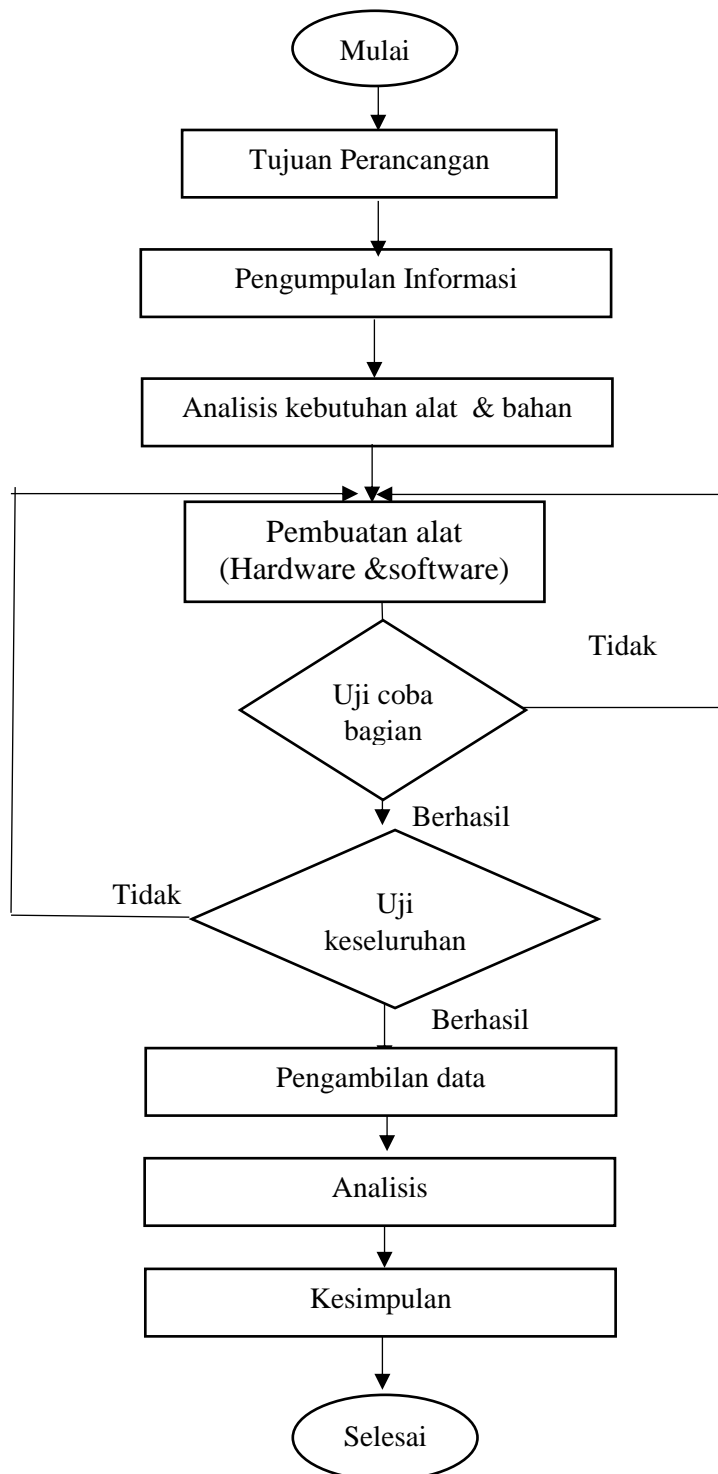 Mulai
Tujuan Perancangan
Pengumpulan Informasi
Analisis kebutuhan alat & bahan
Pembuatan alat
(Hardware &software)
Tidak
Uji coba
bagian
Berhasil
Tidak
Uji
keseluruhan
Berhasil
Pengambilan data
Analisis
Kesimpulan
Selesai